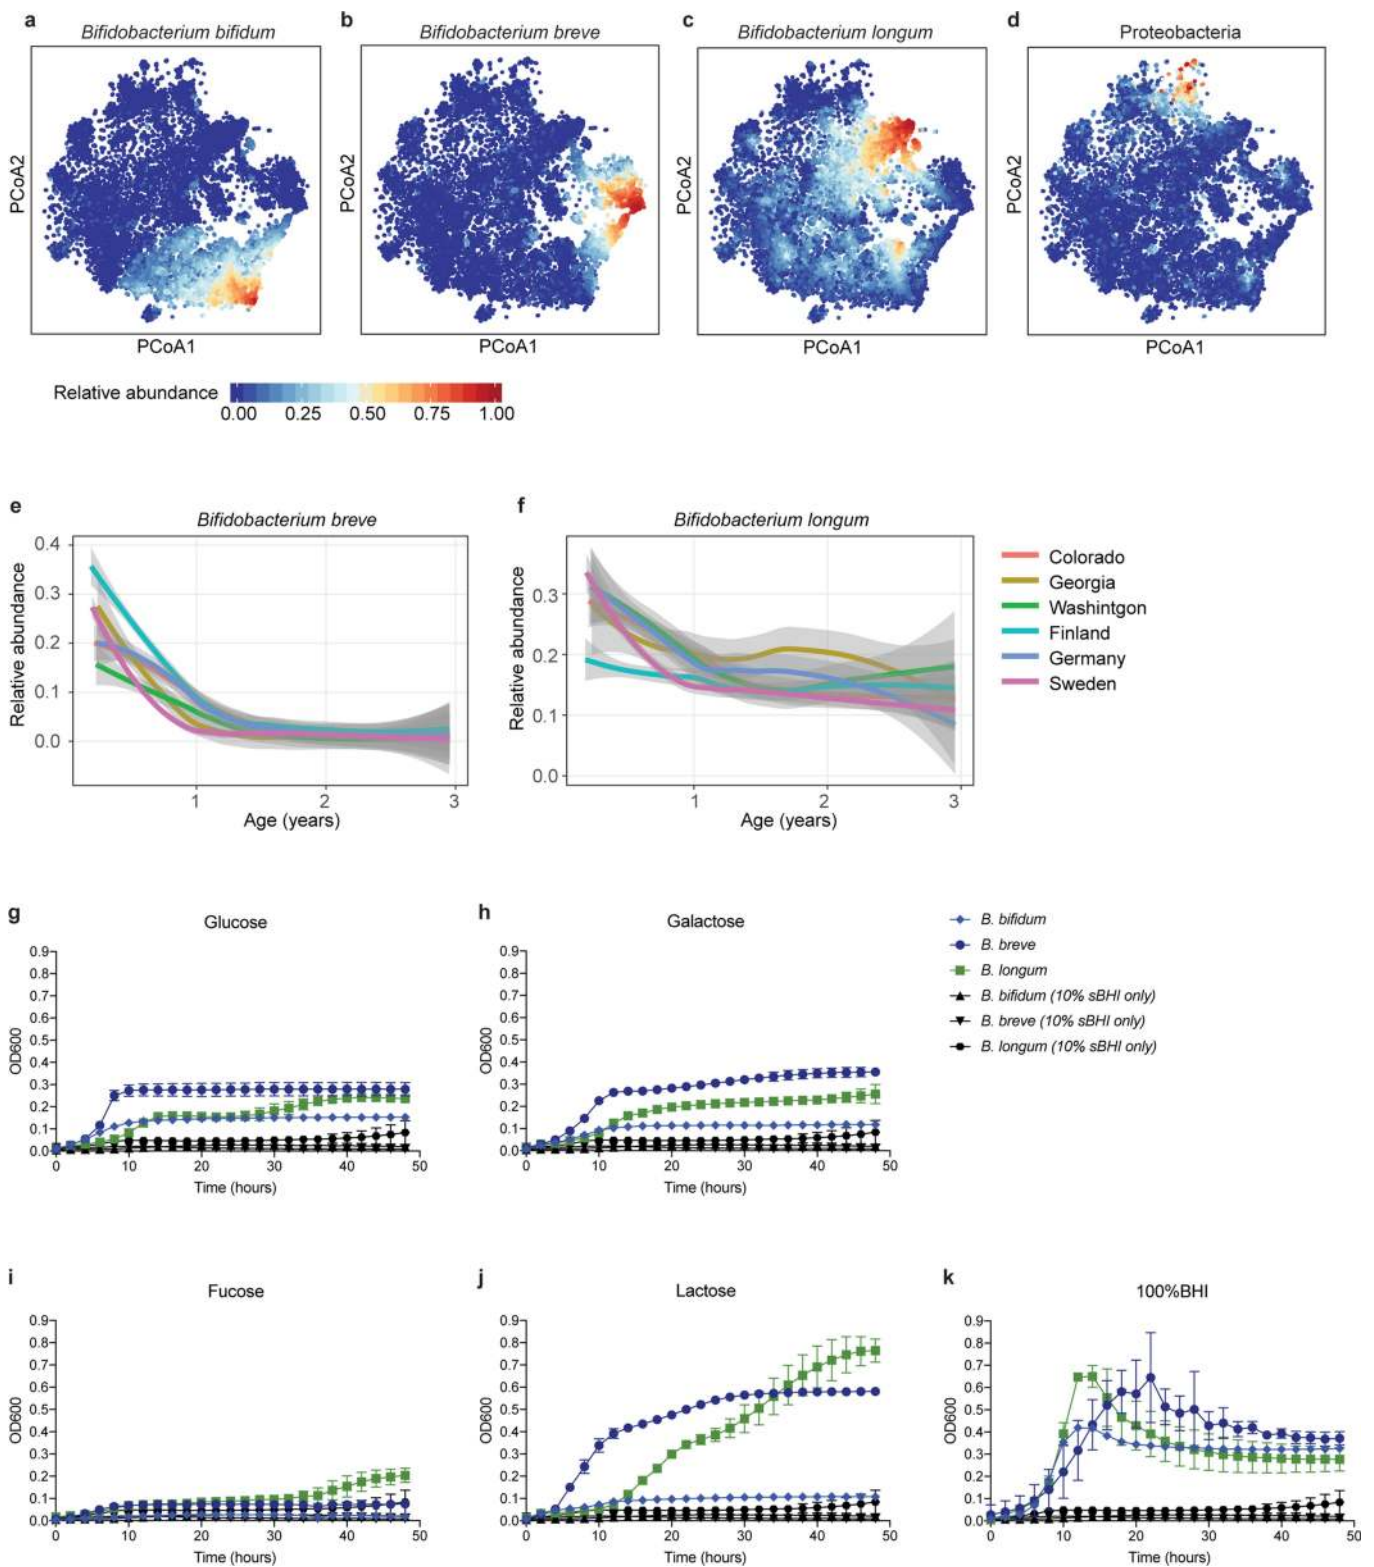 a
Bifidobacterium bifidum
PCoA2
PCoA1
b
Bifidobacterium breve
PCoA2
PCoA1
c
Bifidobacterium longum
PCoA2
PCoA1
d
Proteobacteria
PCoA2
PCoA1
Relative abundance
0.00 0.25 0.50 0.75 1.00
e
Bifidobacterium breve
Relative abundance
0.4
0.3
0.2
0.1
0.0
1 2 3
Age (years)
f
Bifidobacterium longum
Relative abundance
0.3
0.2
0.1
0.0
1 2 3
Age (years)
Colorado
Georgia
Washintgon
Finland
Germany
Sweden
g
Glucose
OD600
0.9
0.8
0.7
0.6
0.5
0.4
0.3
0.2
0.1
0.0
0 10 20 30 40 50
Time (hours)
h
Galactose
OD600
0.9
0.8
0.7
0.6
0.5
0.4
0.3
0.2
0.1
0.0
0 10 20 30 40 50
Time (hours)
B. bifidum
B. breve
B. longum
B. bifidum (10% sBHI only)
B. breve (10% sBHI only)
B. longum (10% sBHI only)
i
Fucose
OD600
0.9
0.8
0.7
0.6
0.5
0.4
0.3
0.2
0.1
0.0
0 10 20 30 40 50
Time (hours)
j
Lactose
OD600
0.9
0.8
0.7
0.6
0.5
0.4
0.3
0.2
0.1
0.0
0 10 20 30 40 50
Time (hours)
k
100%BHI
OD600
0.9
0.8
0.7
0.6
0.5
0.4
0.3
0.2
0.1
0.0
0 10 20 30 40 50
Time (hours)